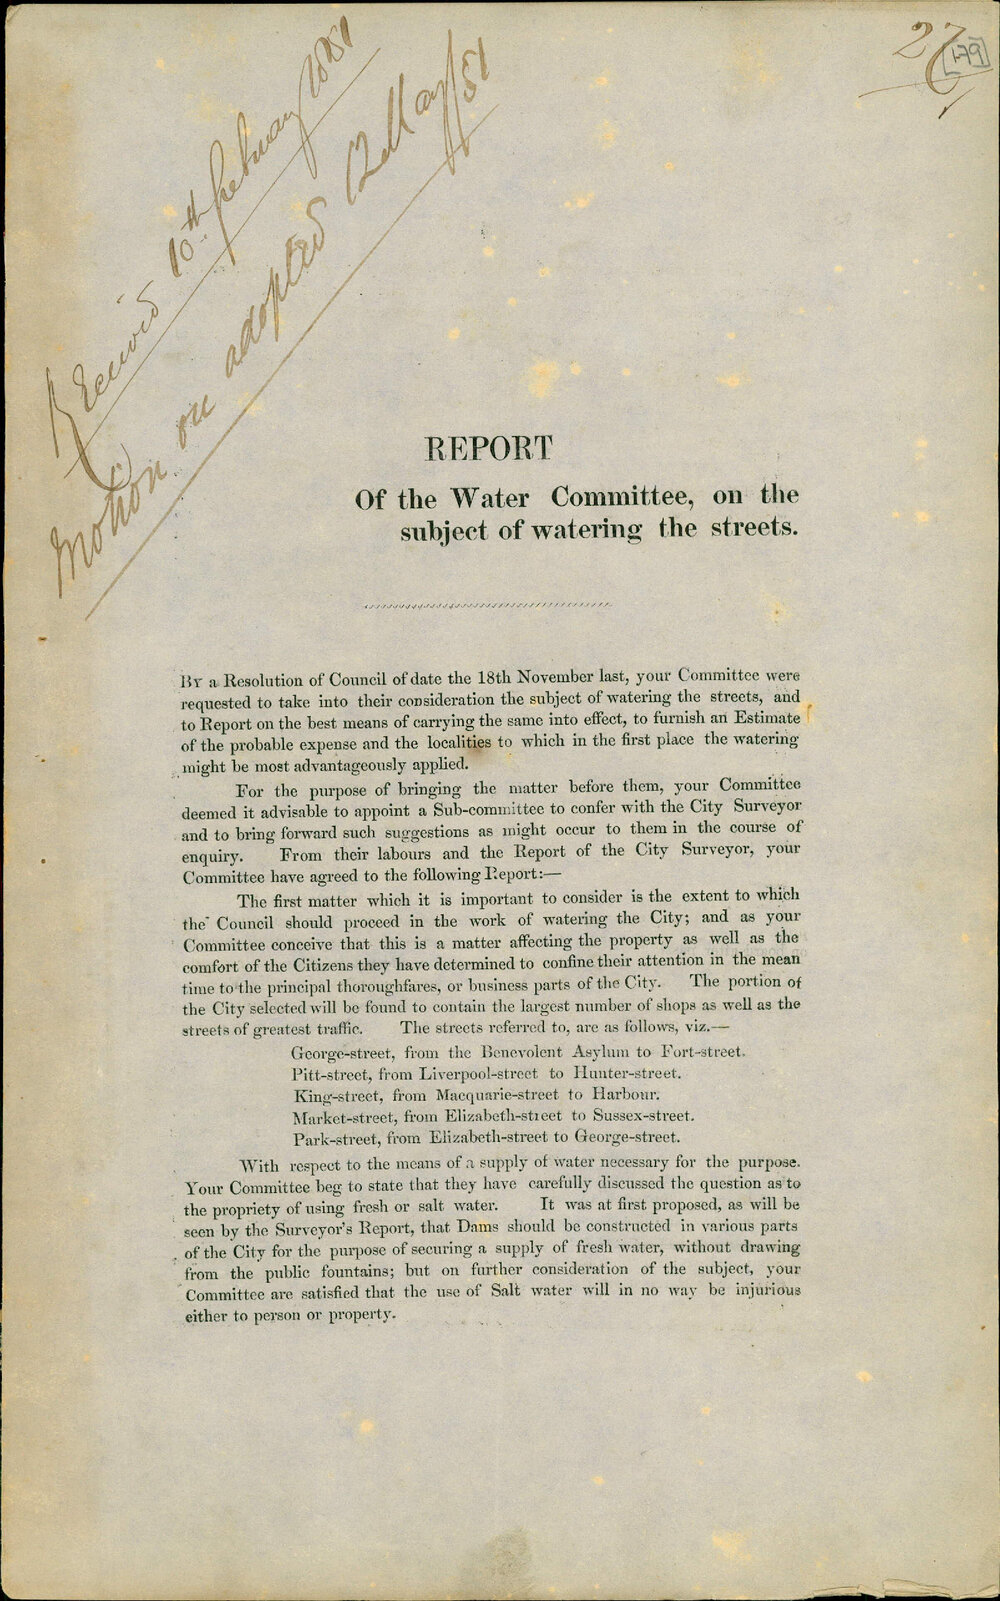 27
[179]
Received 10th February 1851
Motion on adopted 12 May/51
REPORT
Of the Water Committee, on the
subject of watering the streets.
BY a Resolution of Council of date the 18th November last, your Committee were
requested to take into their consideration the subject of watering the streets, and
to Report on the best means of carrying the same into effect, to furnish an Estimate
of the probable expense and the localities to which in the first place the watering
might be most advantageously applied.
For the purpose of bringing the matter before them, your Committee
deemed it advisable to appoint a Sub-committee to confer with the City Surveyor
and to bring forward such suggestions as might occur to them in the course of
enquiry. From their labours and the Report of the City Surveyor, your
Committee have agreed to the following Report:—
The first matter which it is important to consider is the extent to which
the Council should proceed in the work of watering the City; and as your
Committee conceive that this is a matter affecting the property as well as the
comfort of the Citizens they have determined to confine their attention in the mean
time to the principal thoroughfares, or business parts of the City. The portion of
the City selected will be found to contain the largest number of shops as well as the
streets of greatest traffic. The streets referred to, are as follows, viz.—
George-street, from the Benevolent Asylum to Fort-street.
Pitt-street, from Liverpool-street to Hunter-street.
King-street, from Macquarie-street to Harbour.
Market-street, from Elizabeth-street to Sussex-street.
Park-street, from Elizabeth-street to George-street.
With respect to the means of a supply of water necessary for the purpose.
Your Committee beg to state that they have carefully discussed the question as to
the propriety of using fresh or salt water. It was at first proposed, as will be
seen by the Surveyor's Report, that Dams should be constructed in various parts
of the City for the purpose of securing a supply of fresh water, without drawing
from the public fountains; but on further consideration of the subject, your
Committee are satisfied that the use of Salt water will in no way be injurious
either to person or property.